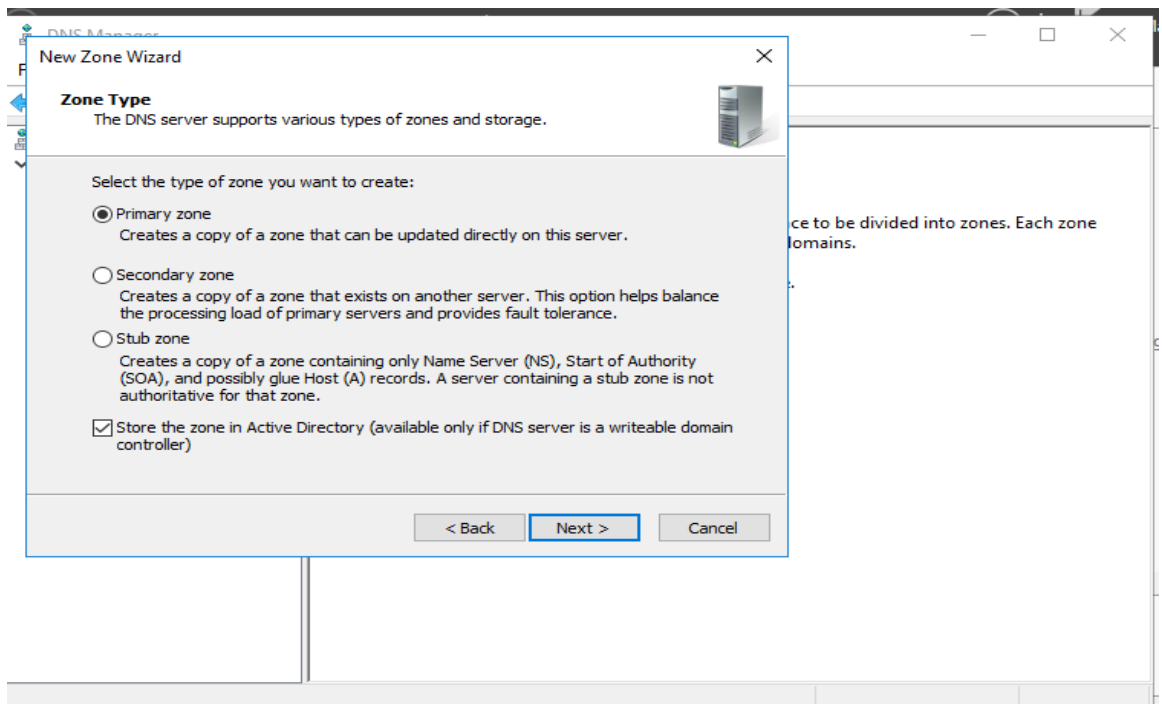 DNS Manager
New Zone Wizard
Zone Type
The DNS server supports various types of zones and storage.
Select the type of zone you want to create:
Primary zone
Creates a copy of a zone that can be updated directly on this server.
Secondary zone
Creates a copy of a zone that exists on another server. This option helps balance
the processing load of primary servers and provides fault tolerance.
Stub zone
Creates a copy of a zone containing only Name Server (NS), Start of Authority
(SOA), and possibly glue Host (A) records. A server containing a stub zone is not
authoritative for that zone.
Store the zone in Active Directory (available only if DNS server is a writeable domain
controller)
< Back Next > Cancel
to be divided into zones. Each zone